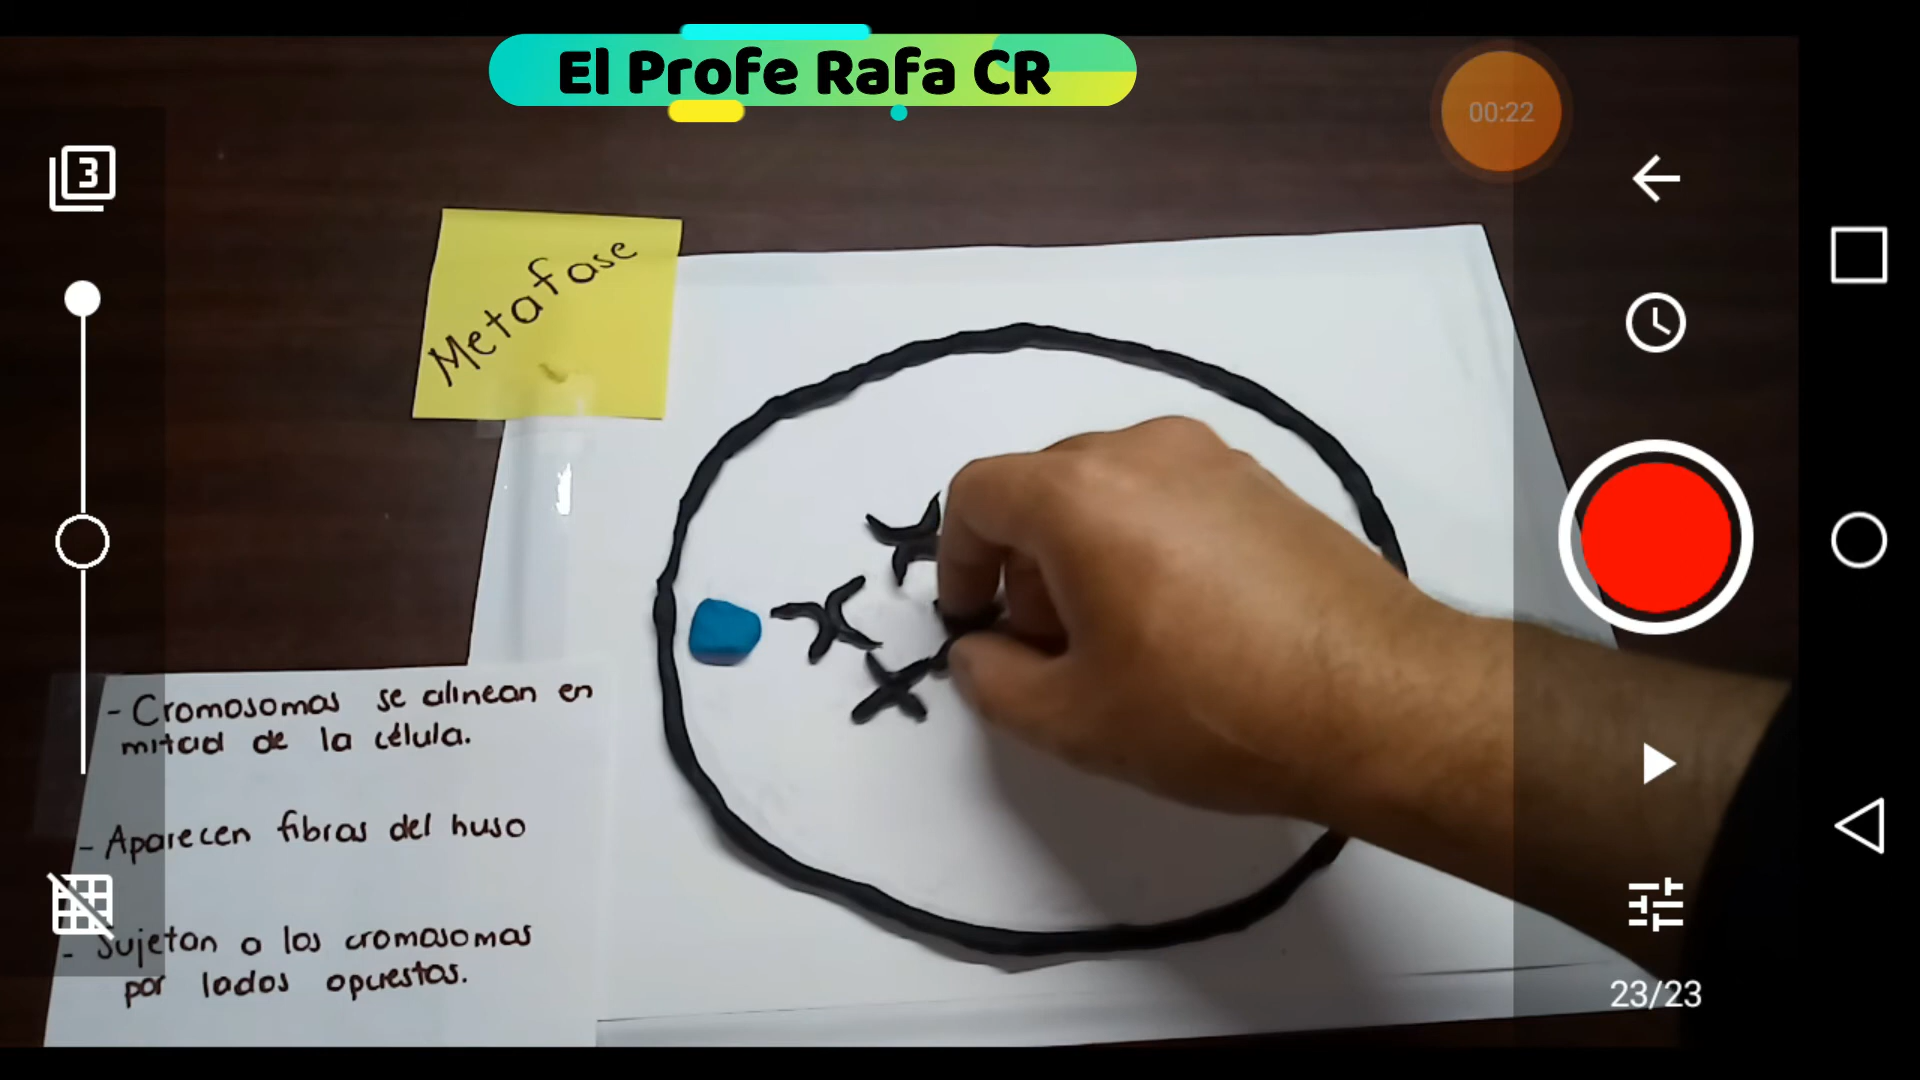 El Profe Rafa CR
00:22
3
Metafase
- Cromosomas se alinean en
mitad de la célula.
- Aparecen fibras del huso
- Sujetan a los cromosomas
por lados opuestos.
23/23